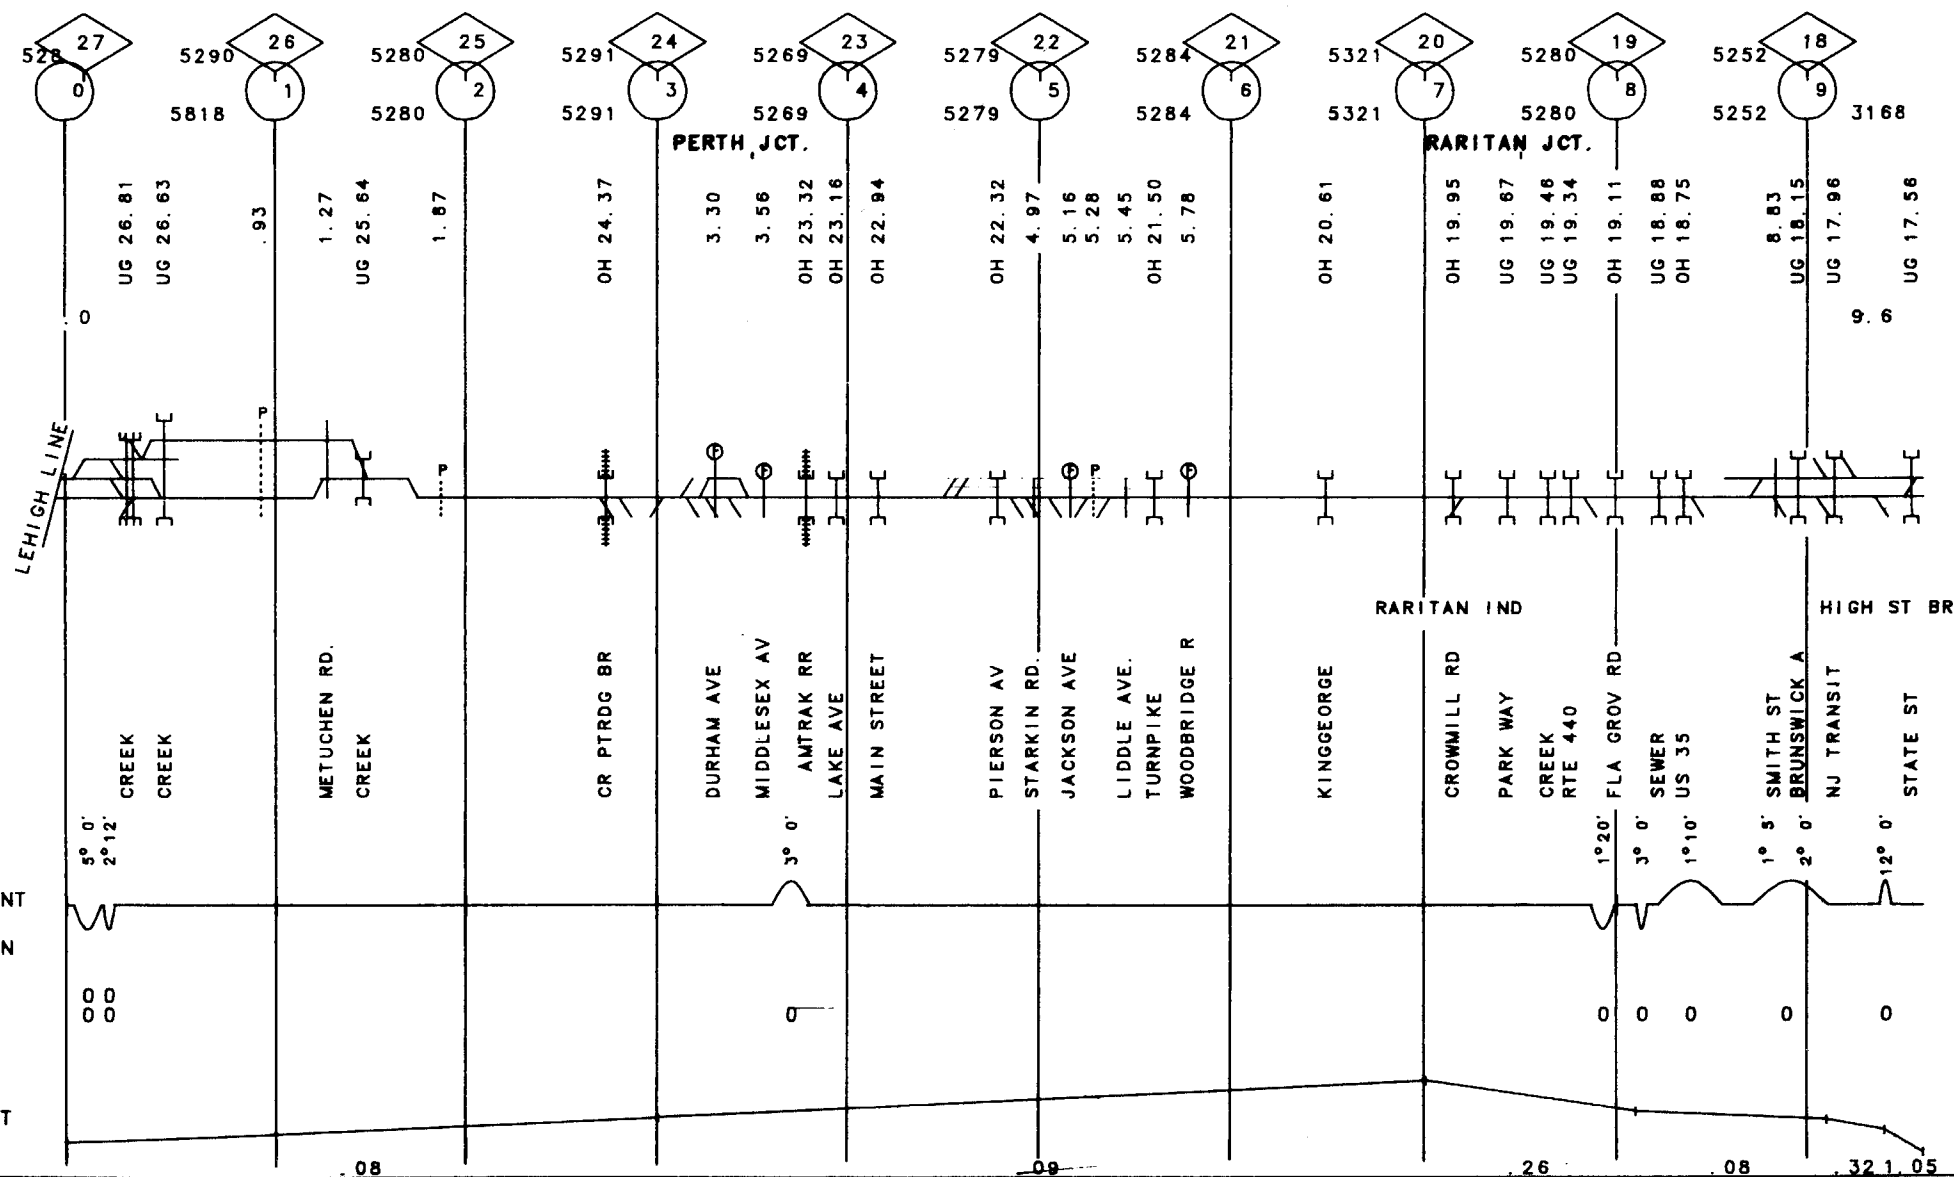 27 26 25 24 23 22 21 20 19 18
528 5290 5280 5291 5269 5279 5284 5321 5280 5252
0 1 2 3 4 5 6 7 8 9
5818 5280 5291 5269 5279 5284 5321 5280 5252 3168
PERTH JCT. RARITAN JCT.
UG 26.81
UG 26.63
.93
1.27
UG 25.64
1.87
OH 24.37
3.30
3.56
OH 23.32
OH 23.16
OH 22.94
OH 22.32
4.97
5.16
5.28
5.45
OH 21.50
5.78
OH 20.61
OH 19.95
UG 19.67
UG 19.46
UG 19.34
OH 19.11
UG 18.88
OH 18.75
8.83
UG 18.15
UG 17.96
UG 17.56
.0 9.6
P
P
F
F
F
P
F
LEHIGH LINE
RARITAN IND HIGH ST BR
CREEK
CREEK
METUCHEN RD.
CREEK
CR PTRDG BR
DURHAM AVE
MIDDLESEX AV
AMTRAK RR
LAKE AVE
MAIN STREET
PIERSON AV
STARKIN RD.
JACKSON AVE
LIDDLE AVE.
TURNPIKE
WOODBRIDGE R
KINGGEORGE
CROWMILL RD
PARK WAY
CREEK
RTE 440
FLA GROV RD
SEWER
US 35
SMITH ST
BRUNSWICK A
NJ TRANSIT
STATE ST
5° 0'
2°12'
3° 0'
1°20'
3° 0'
1°10'
1° 5'
2° 0'
12° 0'
NT
N
0 0
0 0 0 0 0 0 0 0
T
.08 .09 .26 .08 .32 1.05